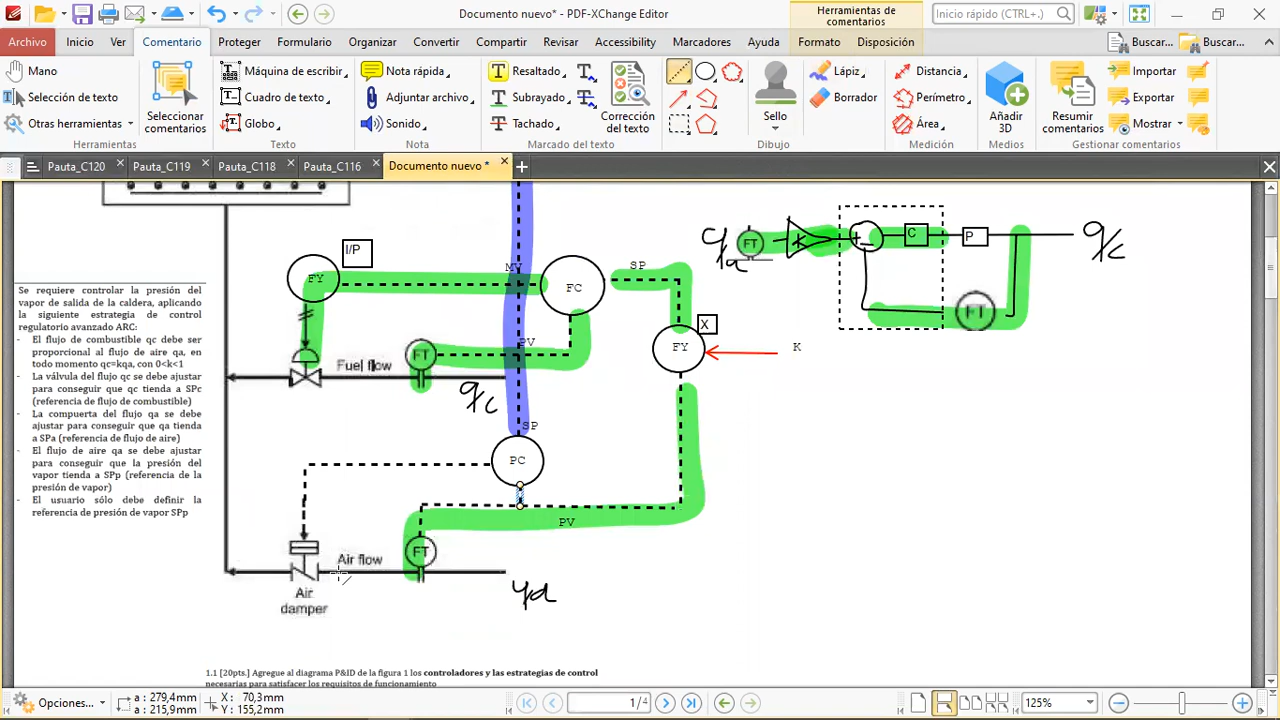 Documento nuevo * - PDF-XChange Editor
Herramientas de comentarios
Inicio rápido (CTRL+.)
Archivo Inicio Ver Comentario Proteger Formulario Organizar Convertir Compartir Revisar Accessibility Marcadores Ayuda Formato Disposición Buscar... Buscar...
Mano
Selección de texto
Otras herramientas
Seleccionar comentarios
Herramientas
Máquina de escribir
Cuadro de texto
Globo
Texto
Nota rápida
Adjuntar archivo
Sonido
Nota
Resaltado
Subrayado
Tachado
Corrección del texto
Marcado del texto
Lápiz
Borrador
Dibujo
Sello
Distancia
Perímetro
Área
Medición
Añadir 3D
Medios
Resumir comentarios
Importar
Exportar
Mostrar
Gestionar comentarios
Pauta_C120 Pauta_C119 Pauta_C118 Pauta_C116 Documento nuevo *
Se requiere controlar la presión del
vapor de salida de la caldera, aplicando
la siguiente estrategia de control
regulatorio avanzado ARC:
- El flujo de combustible qc debe ser
proporcional al flujo de aire qa, en
todo momento qc=kqa, con 0<k<1
- La válvula del flujo qc se debe ajustar
para conseguir que qc tienda a SPc
(referencia de flujo de combustible)
- La compuerta del flujo qa se debe
ajustar para conseguir que qa tienda
a SPa (referencia de flujo de aire)
- El flujo de aire qa se debe ajustar
para conseguir que la presión del
vapor tienda a SPp (referencia de la
presión de vapor)
- El usuario sólo debe definir la
referencia de presión de vapor SPp
I/P
FY
MV
FC
SP
X
FY
K
PV
FT
Fuel flow
qc
SP
PC
PV
FT
Air flow
qa
Air
damper
qa FT K + - C P qc
FT
1.1 [20pts.] Agregue al diagrama P&ID de la figura 1 los controladores y las estrategias de control
necesarias para satisfacer los requisitos de funcionamiento
Opciones...
a : 279,4mm
a : 215,9mm
X : 70,3mm
Y : 155,2mm
1/4
125%